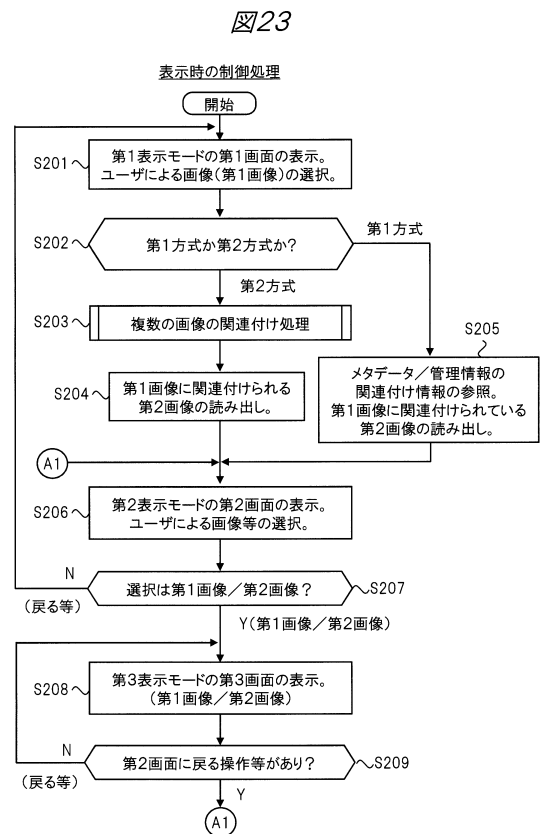 図23
表示時の制御処理
開始
S201
第1表示モードの第1画面の表示。
ユーザによる画像(第1画像)の選択。
S202
第1方式か第2方式か?
第1方式
第2方式
S203
複数の画像の関連付け処理
S205
S204
第1画像に関連付けられる
第2画像の読み出し。
メタデータ/管理情報の
関連付け情報の参照。
第1画像に関連付けられている
第2画像の読み出し。
A1
S206
第2表示モードの第2画面の表示。
ユーザによる画像等の選択。
N
選択は第1画像/第2画像?
S207
(戻る等)
Y(第1画像/第2画像)
S208
第3表示モードの第3画面の表示。
(第1画像/第2画像)
N
第2画面に戻る操作等があり?
S209
(戻る等)
Y
A1